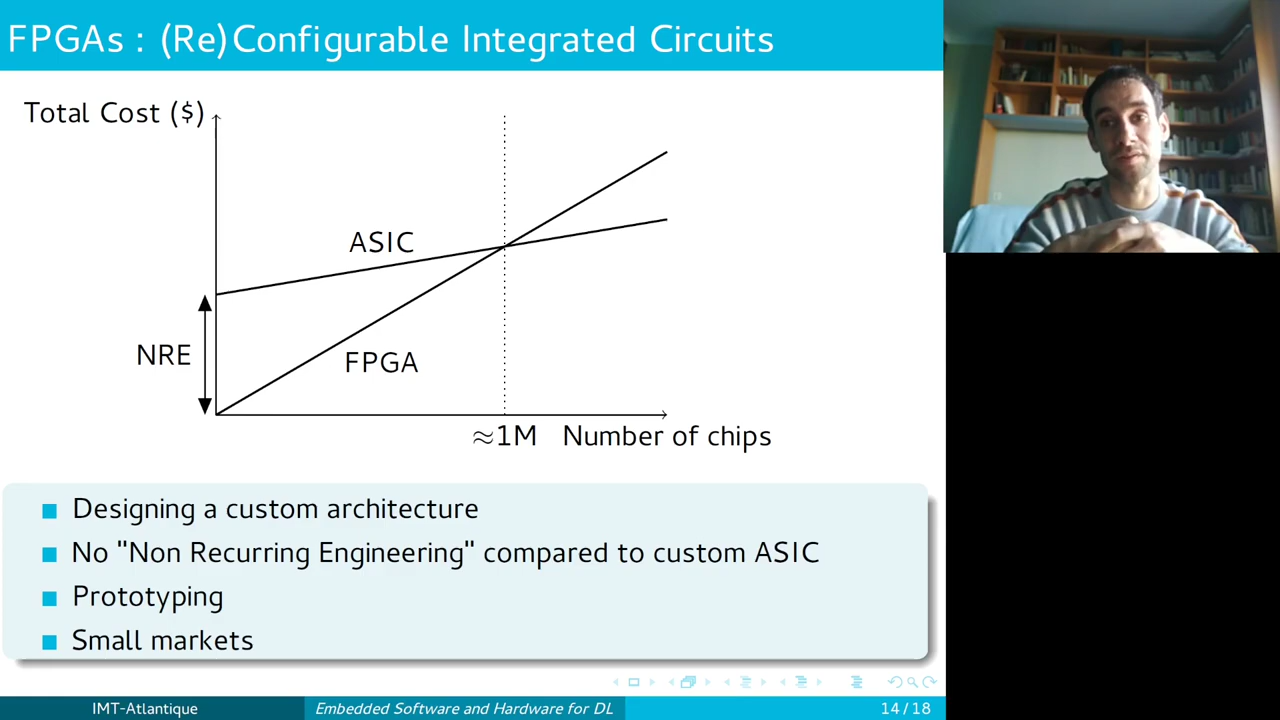 FPGAs : (Re)Configurable Integrated Circuits
Total Cost ($)
ASIC
NRE
FPGA
≈1M Number of chips
Designing a custom architecture
No "Non Recurring Engineering" compared to custom ASIC
Prototyping
Small markets
IMT-Atlantique Embedded Software and Hardware for DL 14/18